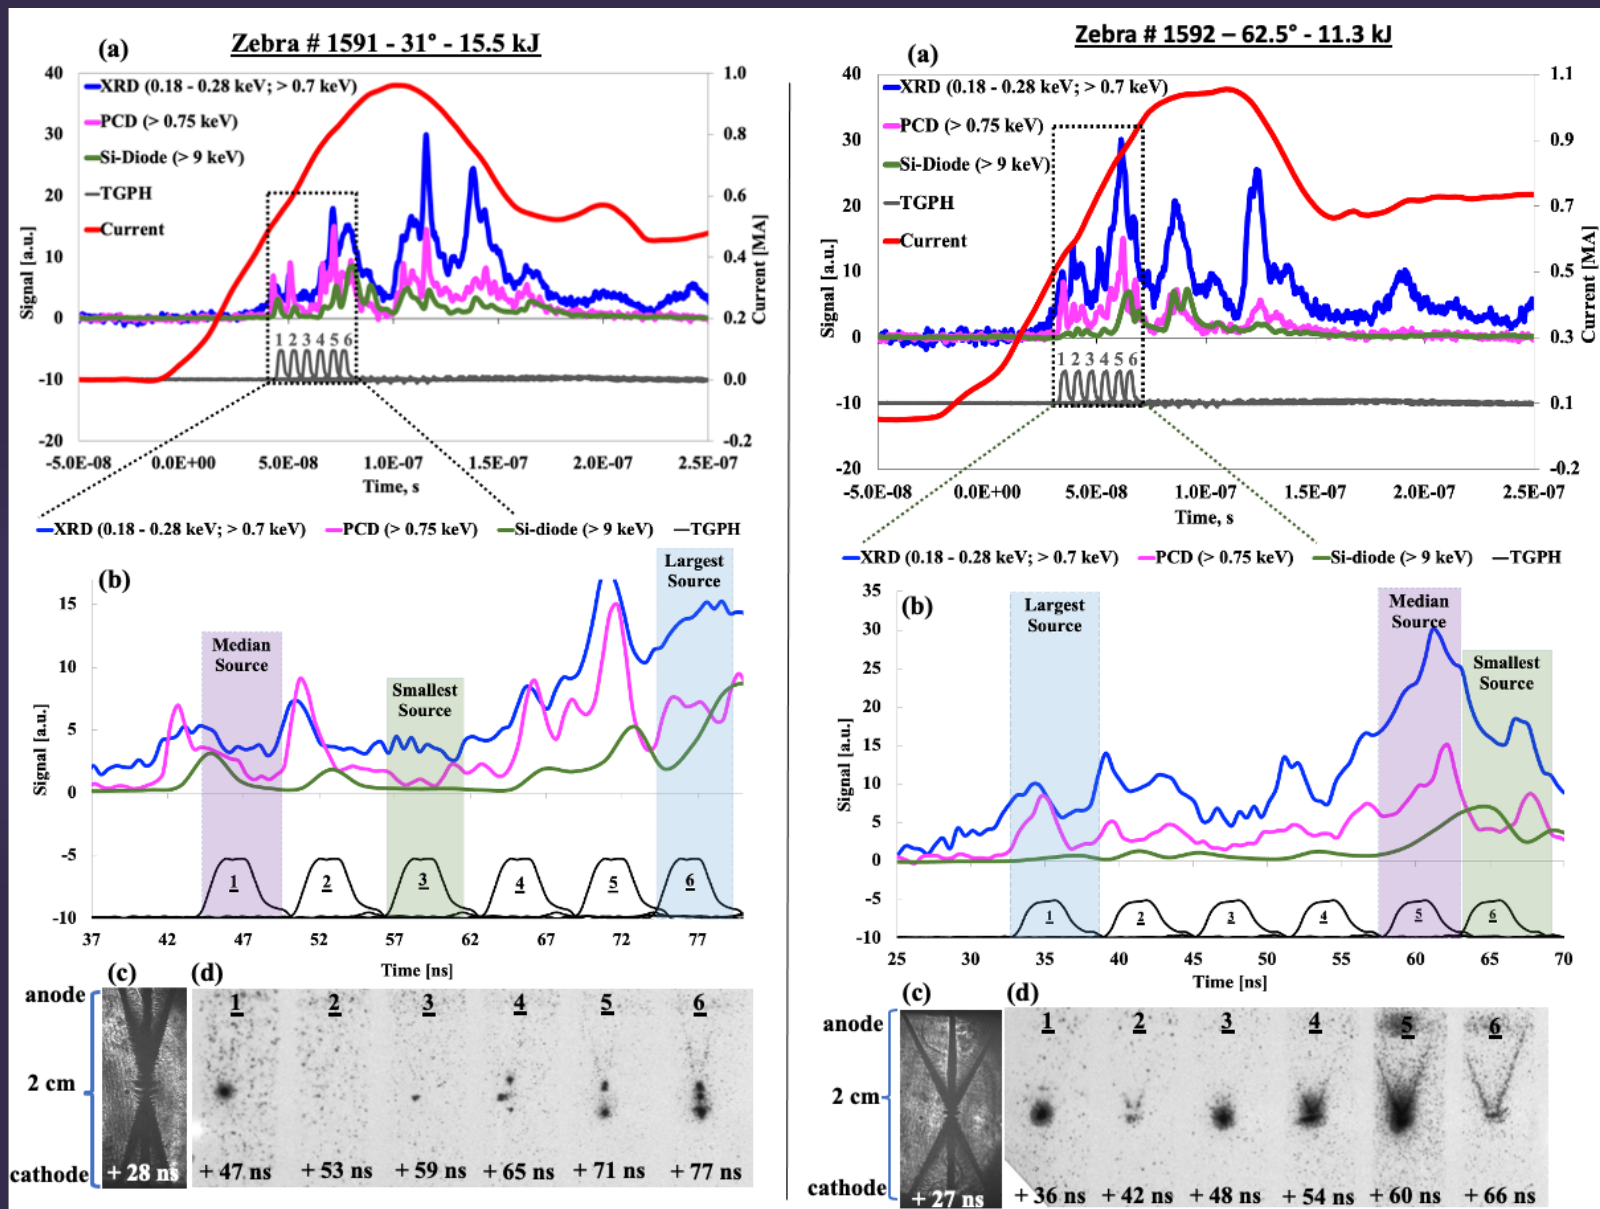 Zebra # 1591 - 31° - 15.5 kJ
(a)
XRD (0.18 - 0.28 keV; > 0.7 keV)
PCD (> 0.75 keV)
Si-Diode (> 9 keV)
TGPH
Current
40
30
20
10
0
-10
-20
Signal [a.u.]
1.0
0.8
0.6
0.4
0.2
0.0
-0.2
Current [MA]
1 2 3 4 5 6
-5.0E-08 0.0E+00 5.0E-08 1.0E-07 1.5E-07 2.0E-07 2.5E-07
Time, s
XRD (0.18 - 0.28 keV; > 0.7 keV) PCD (> 0.75 keV) Si-diode (> 9 keV) TGPH
(b)
Largest
Source
Median
Source
Smallest
Source
15
10
5
0
-5
-10
Signal [a.u.]
1 2 3 4 5 6
37 42 47 52 57 62 67 72 77
Time [ns]
(c) (d)
anode
2 cm
cathode
+ 28 ns
1 2 3 4 5 6
+ 47 ns + 53 ns + 59 ns + 65 ns + 71 ns + 77 ns
Zebra # 1592 – 62.5° - 11.3 kJ
(a)
XRD (0.18 - 0.28 keV; > 0.7 keV)
PCD (> 0.75 keV)
Si-Diode (> 9 keV)
TGPH
Current
40
30
20
10
0
-10
-20
Signal [a.u.]
1.1
0.9
0.7
0.5
0.3
0.1
-0.2
Current [MA]
1 2 3 4 5 6
-5.0E-08 0.0E+00 5.0E-08 1.0E-07 1.5E-07 2.0E-07 2.5E-07
Time, s
XRD (0.18 - 0.28 keV; > 0.7 keV) PCD (> 0.75 keV) Si-diode (> 9 keV) TGPH
(b)
Largest
Source
Median
Source
Smallest
Source
35
30
25
20
15
10
5
0
-5
-10
Signal [a.u.]
1 2 3 4 5 6
25 30 35 40 45 50 55 60 65 70
Time [ns]
(c) (d)
anode
2 cm
cathode
+ 27 ns
1 2 3 4 5 6
+ 36 ns + 42 ns + 48 ns + 54 ns + 60 ns + 66 ns